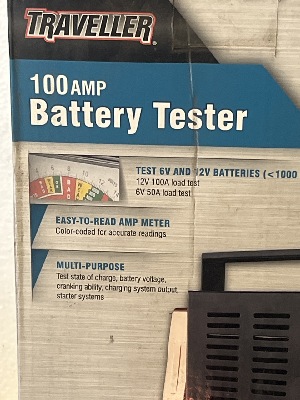 TRAVELLER
100 AMP
Battery Tester
TEST 6V AND 12V BATTERIES (<1000
12V 100A load test
6V 50A load test
EASY-TO-READ AMP METER
Color-coded for accurate readings
MULTI-PURPOSE
Test state of charge, battery voltage,
cranking ability, charging system output,
starter systems